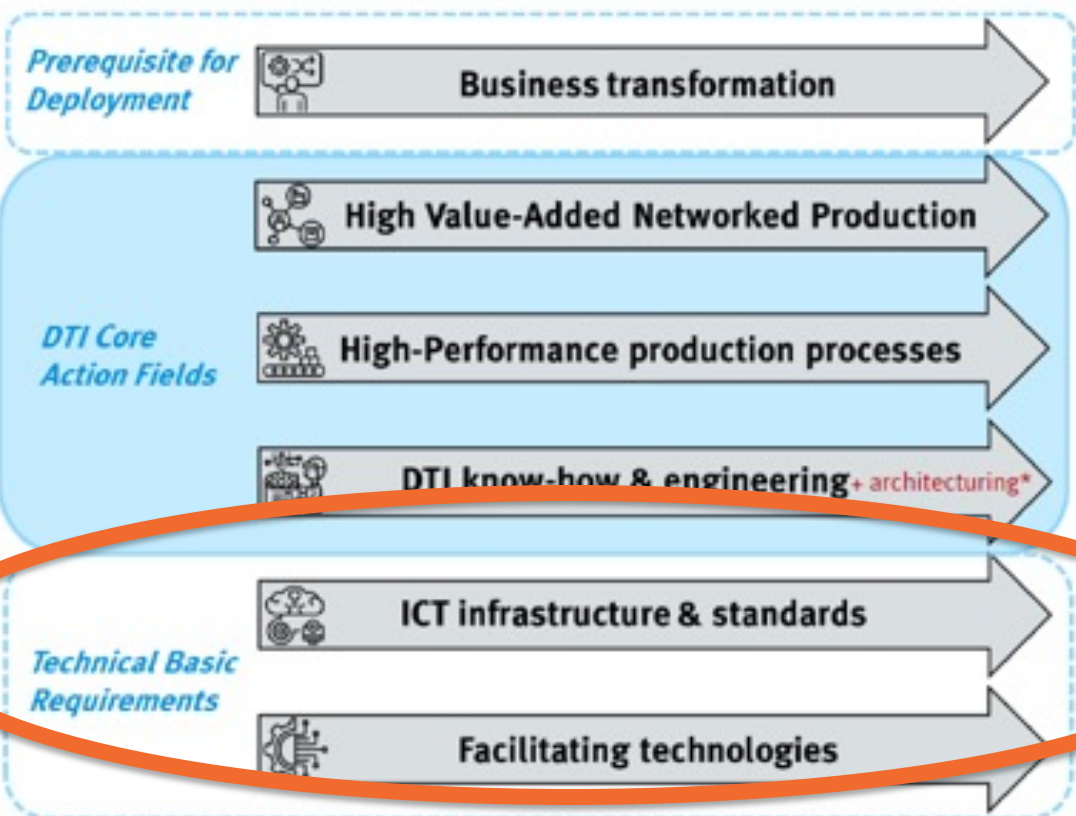 Prerequisite for
Deployment
Business transformation
High Value-Added Networked Production
DTI Core
Action Fields
High-Performance production processes
DTI know-how & engineering + architecturing*
ICT infrastructure & standards
Technical Basic
Requirements
Facilitating technologies